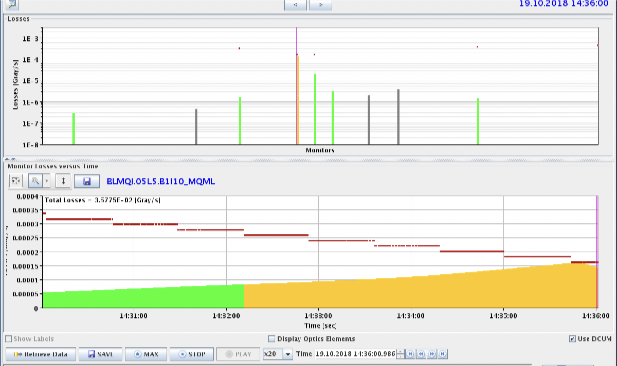 < >
19.10.2018 14:36:00
Losses
1E-3
1E-4
1E-5
1E-6
1E-7
1E-8
Losses [Gray/s]
Monitors
Monitor Losses versus Time
BLMQI.05L5.B1I10_MQML
Total Losses = 3.5775E-02 [Gray/s]
0.0004
0.00035
0.0003
0.00025
0.0002
0.00015
0.0001
0.00005
0
14:31:00 14:32:00 14:33:00 14:34:00 14:35:00 14:36:00
Time [sec]
Show Labels Display Optics Elements Use DCUM
Retrieve Data SAVE MAX STOP PLAY x20 Time 19.10.2018 14:36:00.986